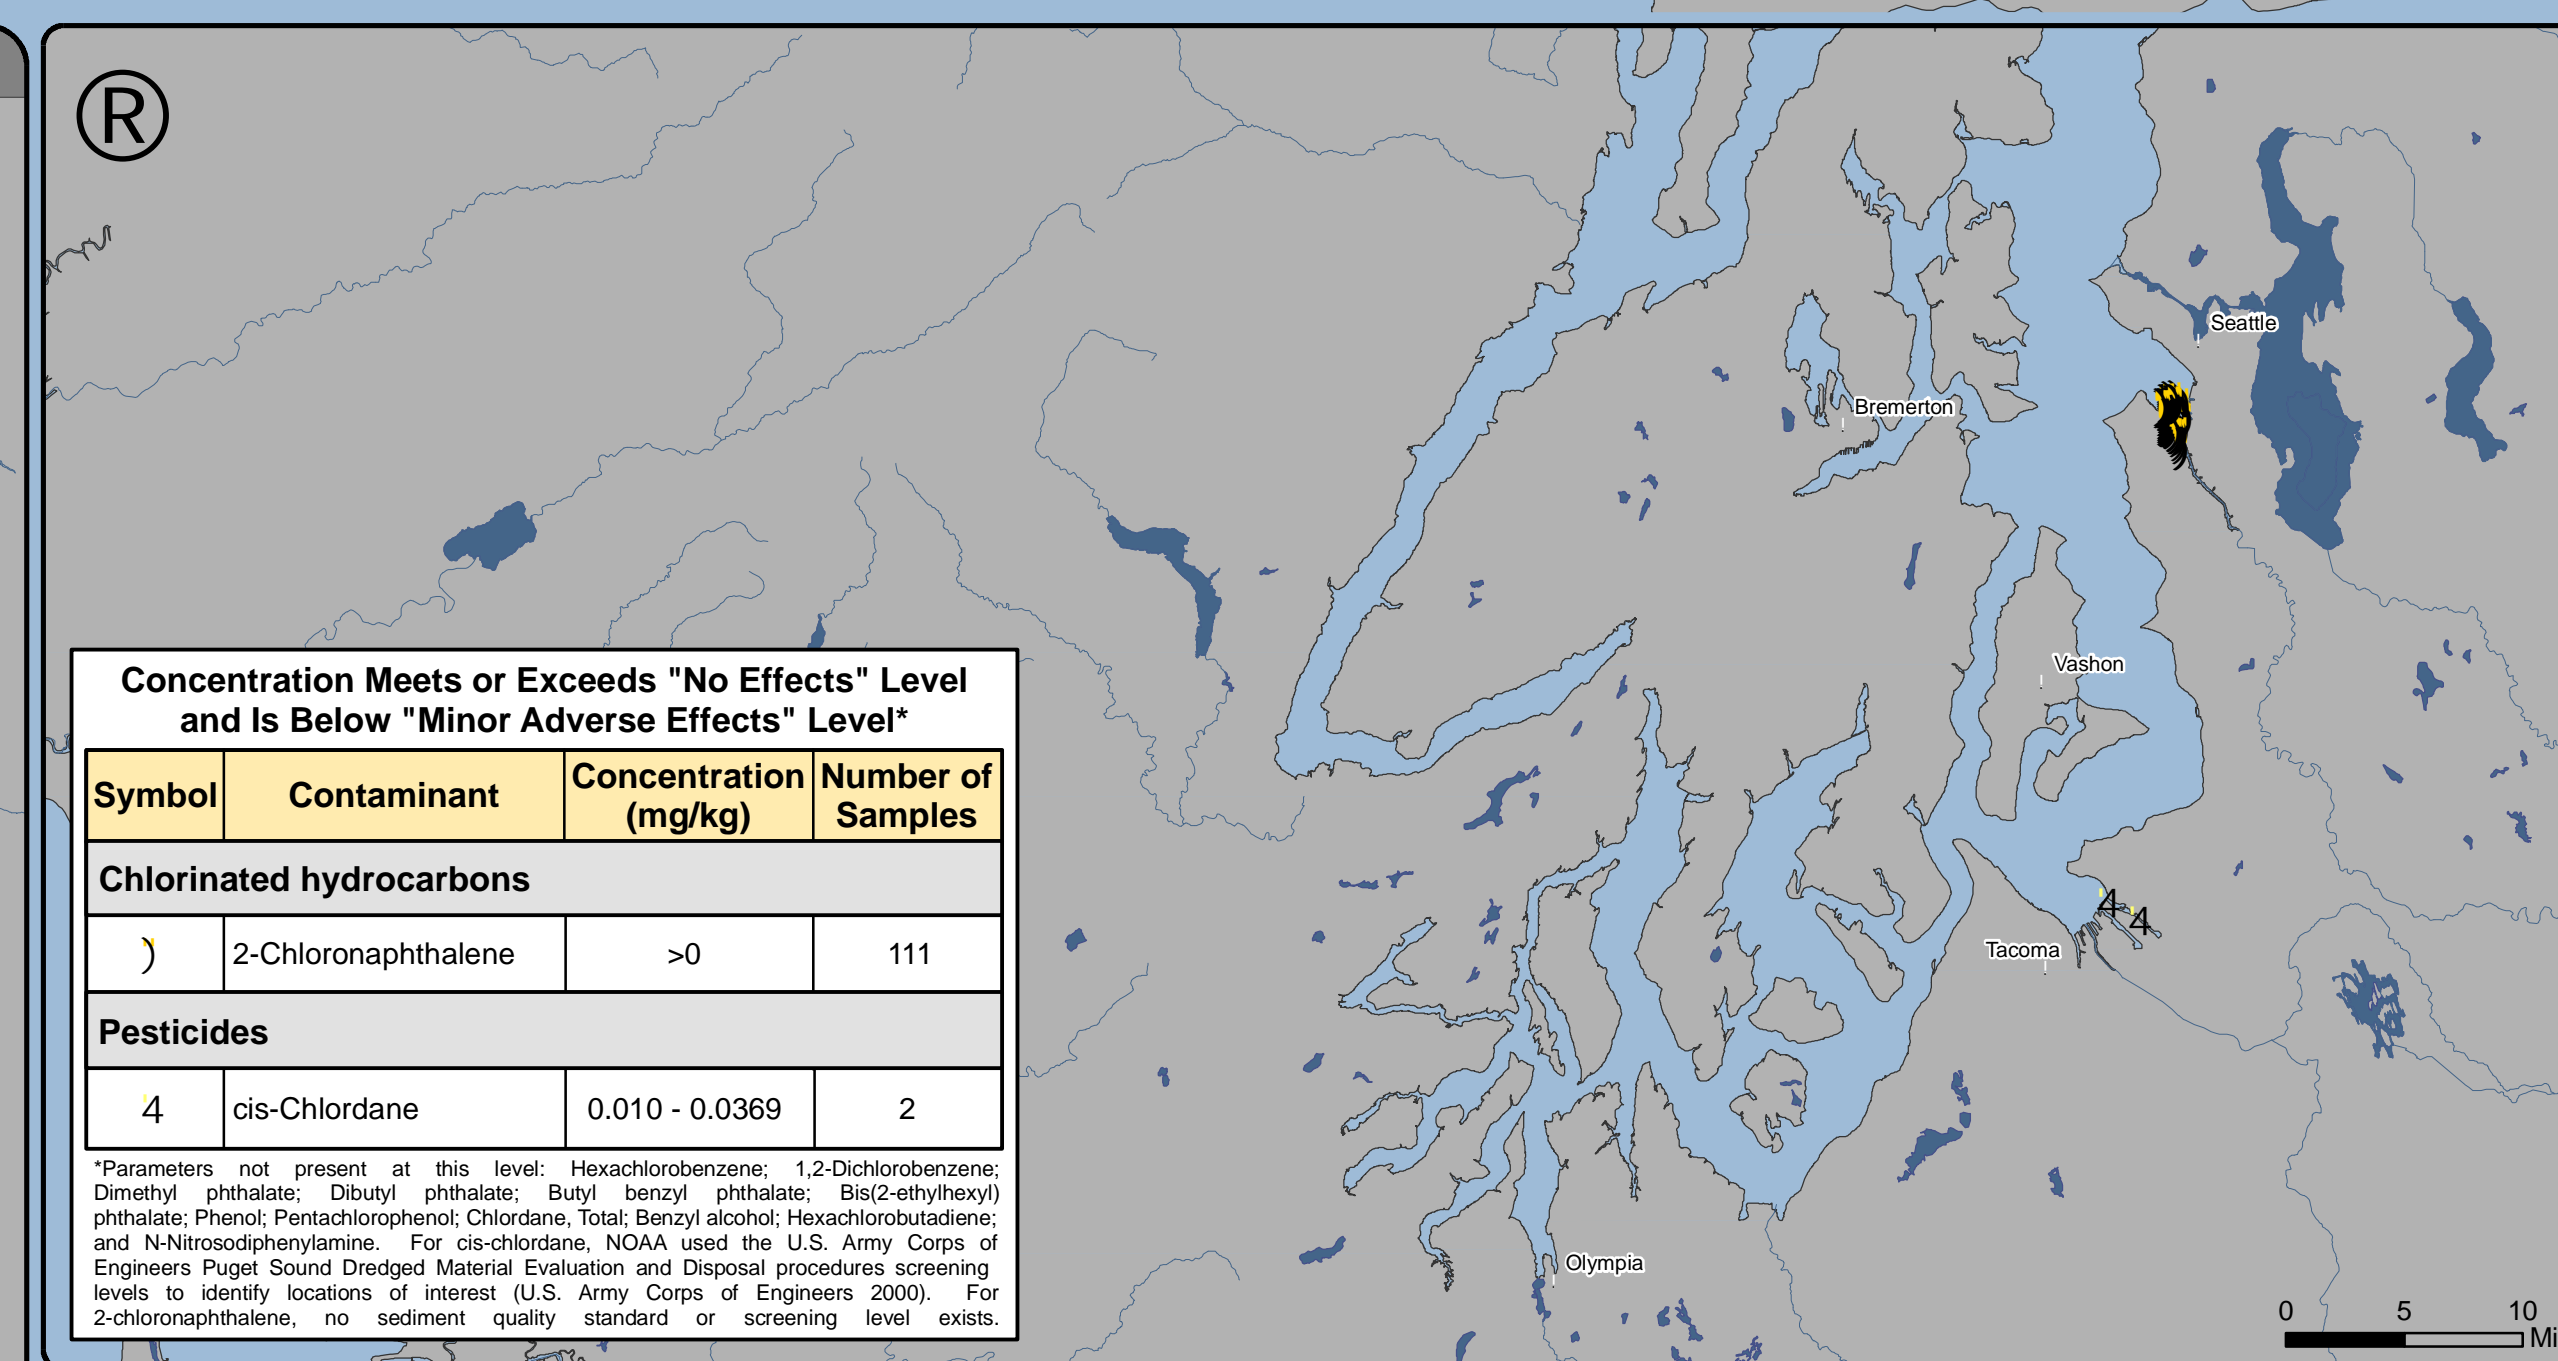 ®
Seattle
Bremerton
Vashon
Concentration Meets or Exceeds "No Effects" Level
and Is Below "Minor Adverse Effects" Level*
Symbol Contaminant Concentration (mg/kg) Number of Samples
Chlorinated hydrocarbons
) 2-Chloronaphthalene >0 111
Pesticides
4 cis-Chlordane 0.010 - 0.0369 2
*Parameters not present at this level: Hexachlorobenzene; 1,2-Dichlorobenzene;
Dimethyl phthalate; Dibutyl phthalate; Butyl benzyl phthalate; Bis(2-ethylhexyl)
phthalate; Phenol; Pentachlorophenol; Chlordane, Total; Benzyl alcohol; Hexachlorobutadiene;
and N-Nitrosodiphenylamine. For cis-chlordane, NOAA used the U.S. Army Corps of
Engineers Puget Sound Dredged Material Evaluation and Disposal procedures screening
levels to identify locations of interest (U.S. Army Corps of Engineers 2000). For
2-chloronaphthalene, no sediment quality standard or screening level exists.
4
4
Tacoma
Olympia
0 5 10
Mi